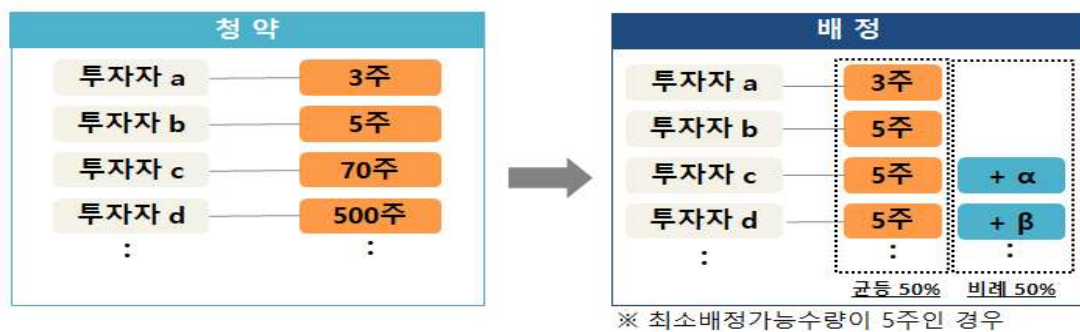 청 약
투자자 a 3주
투자자 b 5주
투자자 c 70주
투자자 d 500주
: :
배 정
투자자 a 3주
투자자 b 5주
투자자 c 5주 + α
투자자 d 5주 + β
: : :
균등 50% 비례 50%
※ 최소배정가능수량이 5주인 경우